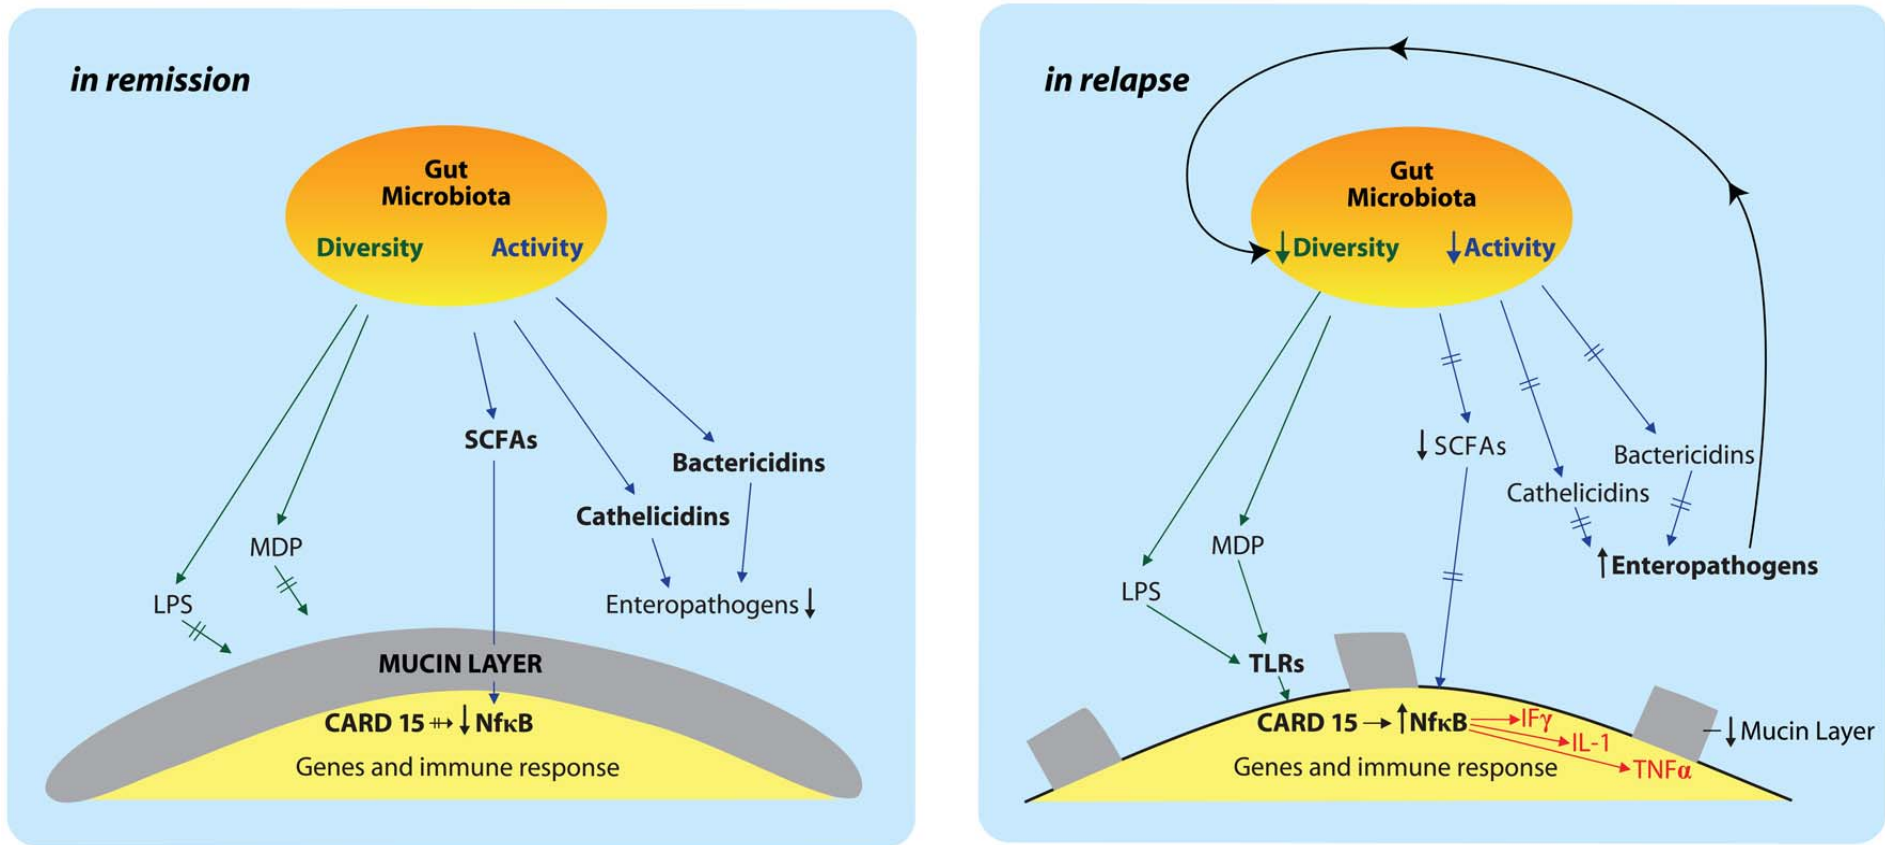 in remission
Gut
Microbiota
Diversity Activity
SCFAs
Bactericidins
Cathelicidins
MDP
LPS
Enteropathogens ↓
MUCIN LAYER
CARD 15 ⧺→ ↓ NfκB
Genes and immune response
in relapse
Gut
Microbiota
↓ Diversity ↓ Activity
↓ SCFAs
Bactericidins
Cathelicidins
MDP
LPS
↑ Enteropathogens
TLRs
CARD 15 → ↑ NfκB
IFγ
IL-1
TNFα
↓ Mucin Layer
Genes and immune response